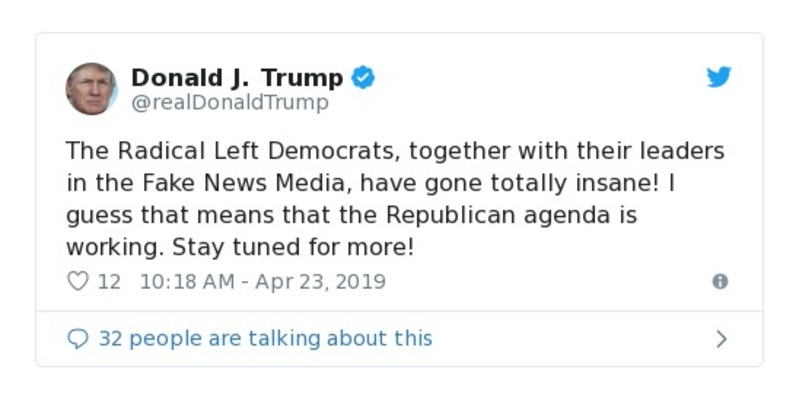 Donald J. Trump
@realDonaldTrump
The Radical Left Democrats, together with their leaders
in the Fake News Media, have gone totally insane! I
guess that means that the Republican agenda is
working. Stay tuned for more!
12 10:18 AM - Apr 23, 2019
32 people are talking about this